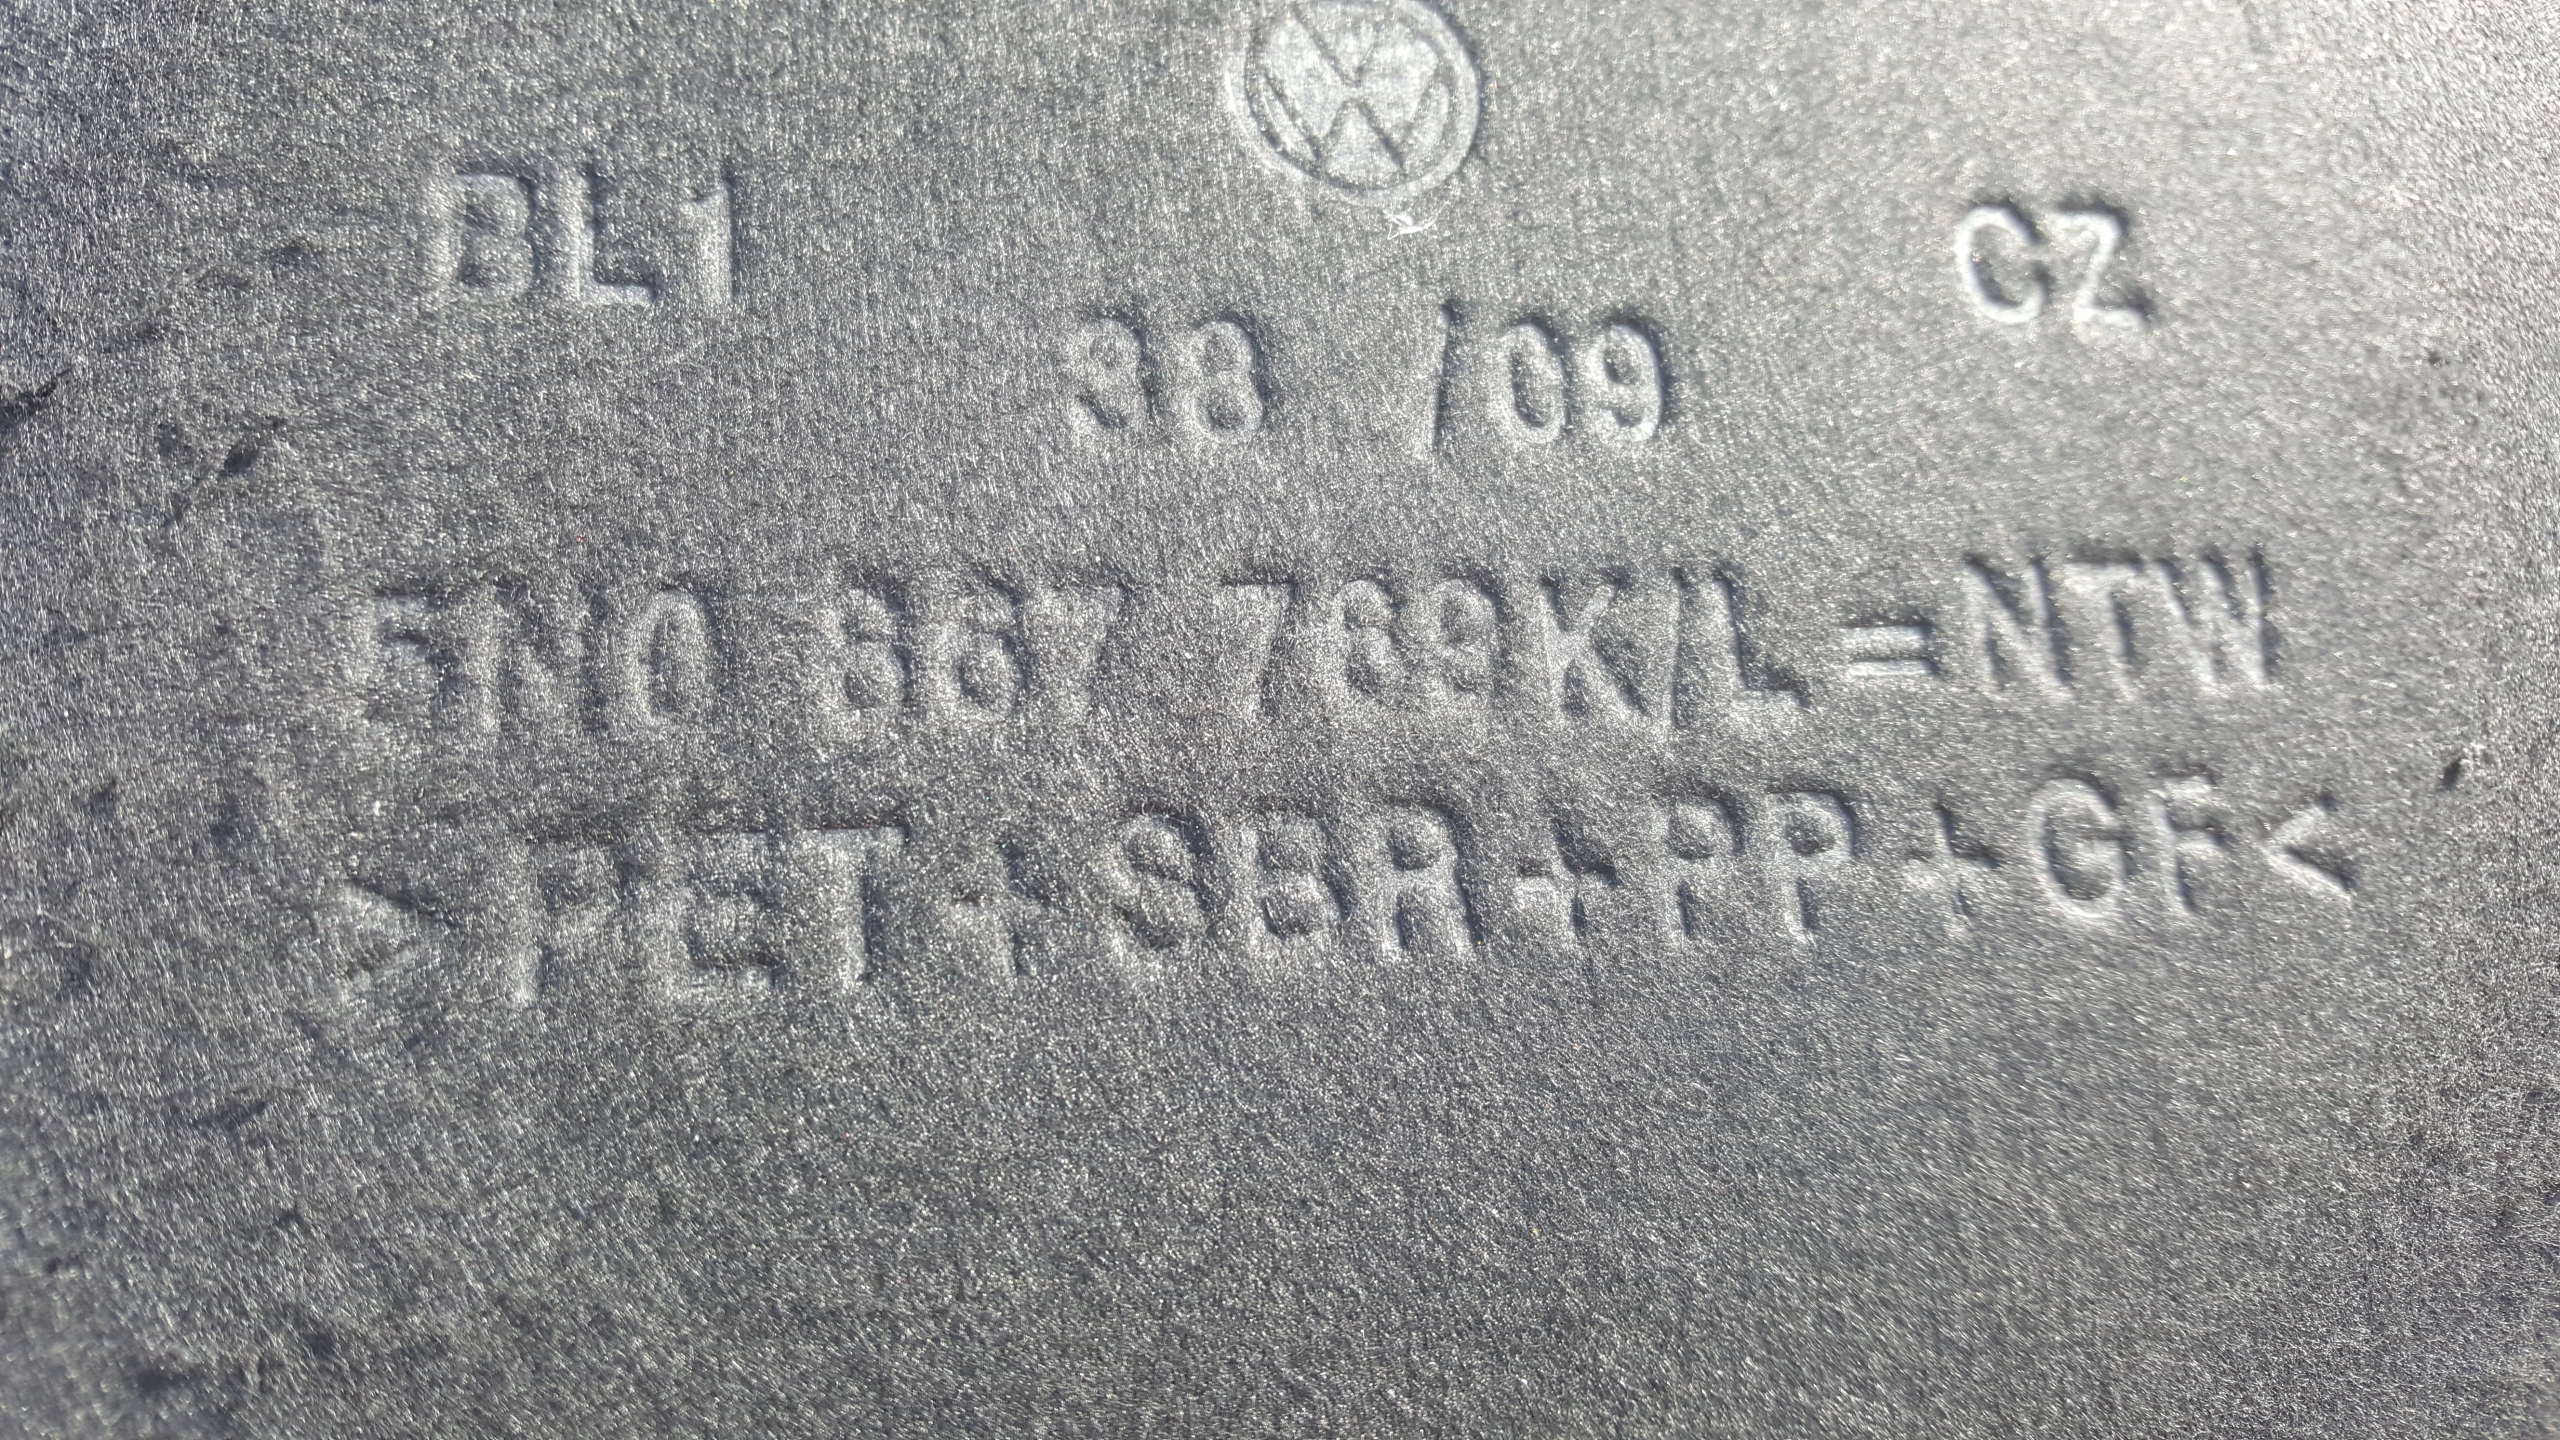 BL1 CZ
38 /09
5N0 867 769K/L=NTW
>PET+SBR+PP+GF<